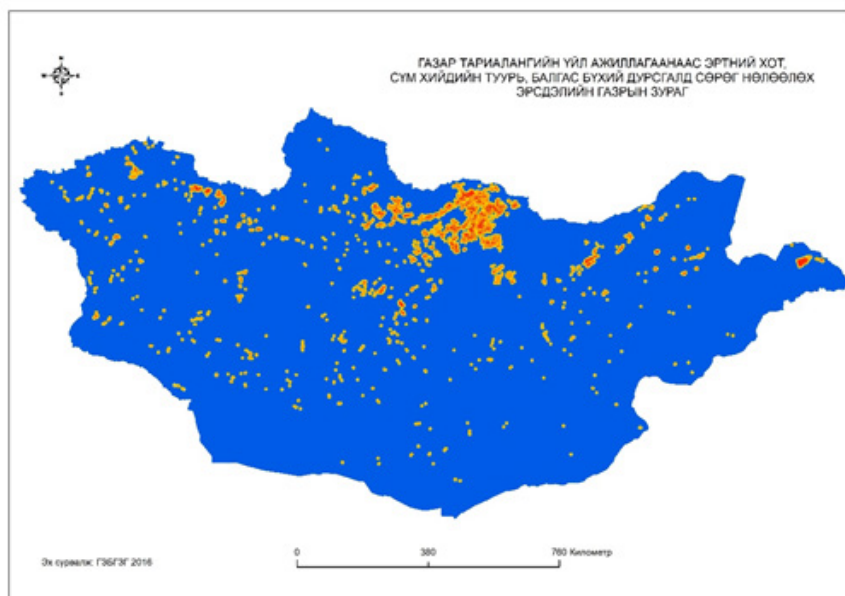 ГАЗАР ТАРИАЛАНГИЙН ҮЙЛ АЖИЛЛАГААНААС ЭРТНИЙ ХОТ,
СҮМ ХИЙДИЙН ТУУРЬ, БАЛГАС БҮХИЙ ДУРСГАЛД СӨРӨГ НӨЛӨӨЛӨХ
ЭРСДЭЛИЙН ГАЗРЫН ЗУРАГ
0 380 760 Километр
Эх сурвалж: ГЗБГЗГ 2016